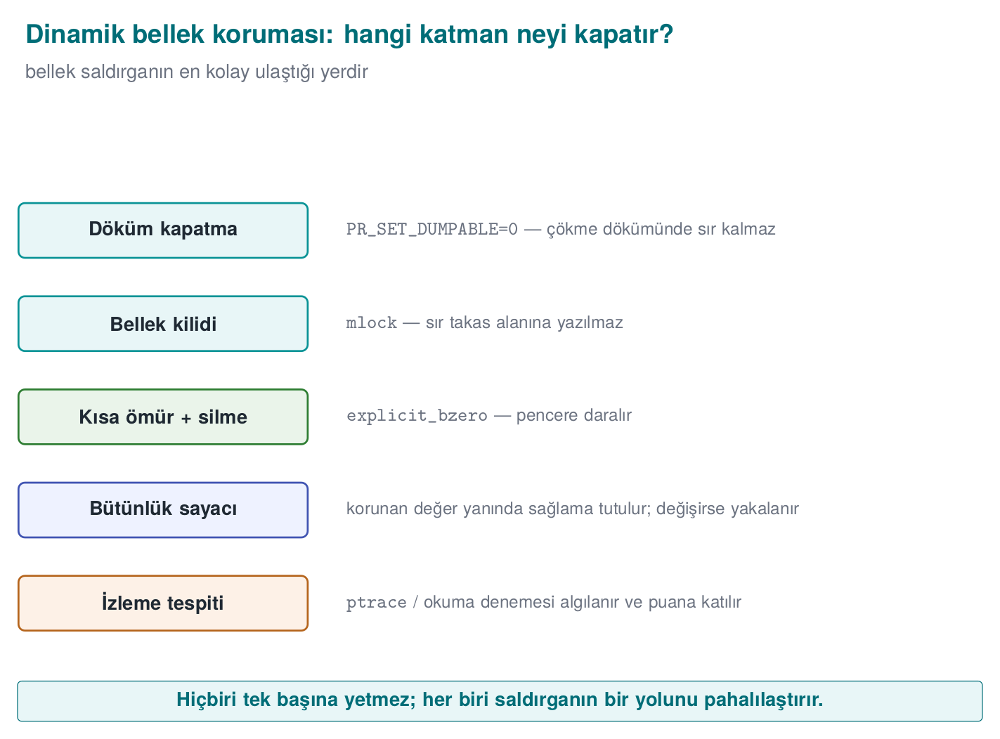 Dinamik bellek koruması: hangi katman neyi kapatır?
bellek saldırganın en kolay ulaştığı yerdir
Döküm kapatma
PR_SET_DUMPABLE=0 — çökme dökümünde sır kalmaz
Bellek kilidi
mlock — sır takas alanına yazılmaz
Kısa ömür + silme
explicit_bzero — pencere daralır
Bütünlük sayacı
korunan değer yanında sağlama tutulur; değişirse yakalanır
İzleme tespiti
ptrace / okuma denemesi algılanır ve puana katılır
Hiçbiri tek başına yetmez; her biri saldırganın bir yolunu pahalılaştırır.